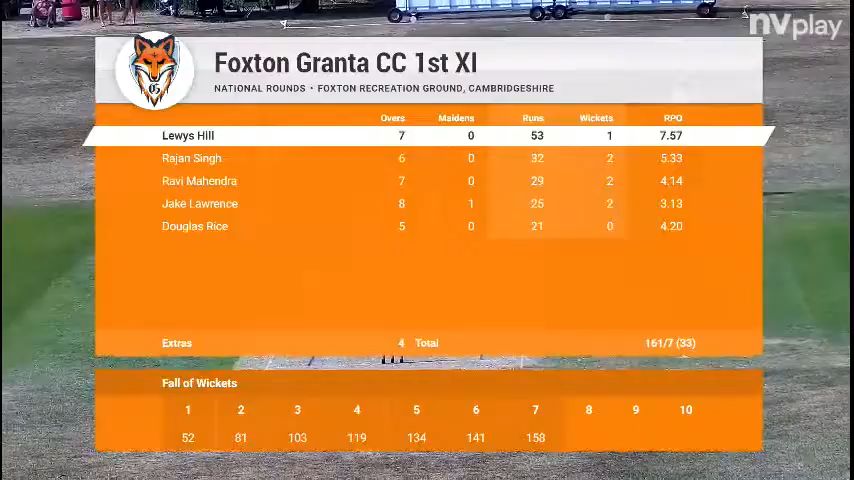 nvplay
Foxton Granta CC 1st XI
NATIONAL ROUNDS • FOXTON RECREATION GROUND, CAMBRIDGESHIRE
Overs Maidens Runs Wickets RPO
Lewys Hill 7 0 53 1 7.57
Rajan Singh 6 0 32 2 5.33
Ravi Mahendra 7 0 29 2 4.14
Jake Lawrence 8 1 25 2 3.13
Douglas Rice 5 0 21 0 4.20
Extras 4 Total 161/7 (33)
Fall of Wickets
1 2 3 4 5 6 7 8 9 10
52 81 103 119 134 141 158